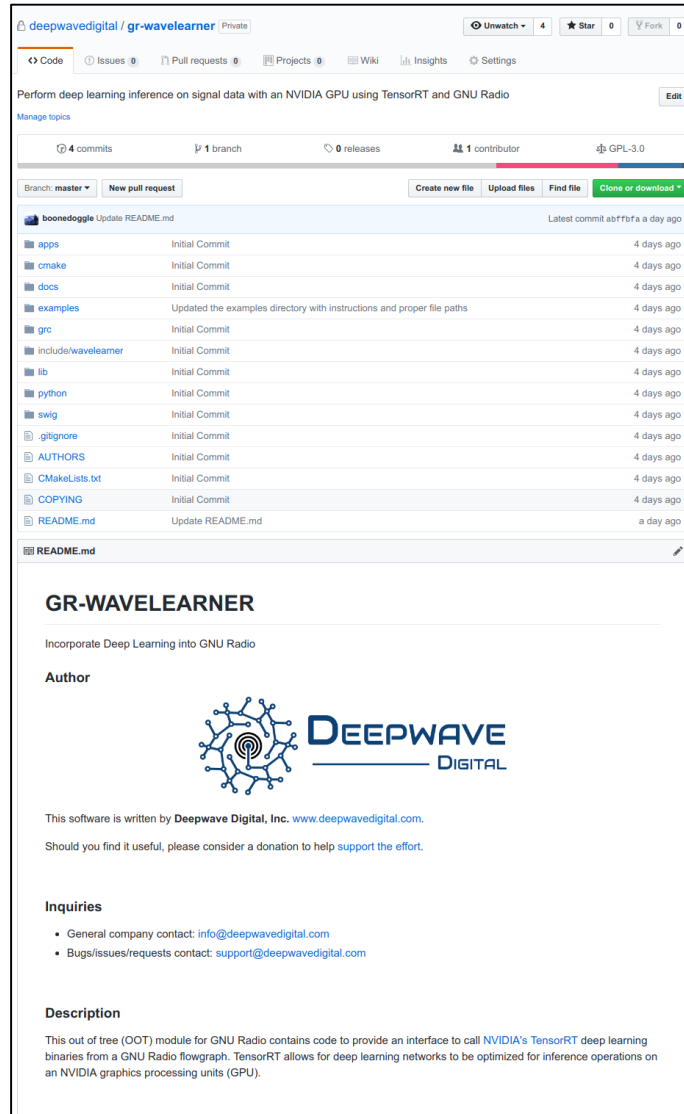 deepwavedigital / gr-wavelearner Private
Unwatch 4 Star 0 Fork 0
Code Issues 0 Pull requests 0 Projects 0 Wiki Insights Settings
Perform deep learning inference on signal data with an NVIDIA GPU using TensorRT and GNU Radio
Edit
Manage topics
4 commits 1 branch 0 releases 1 contributor GPL-3.0
Branch: master New pull request Create new file Upload files Find file Clone or download
boonedoggle Update README.md Latest commit abffbfa a day ago
apps Initial Commit 4 days ago
cmake Initial Commit 4 days ago
docs Initial Commit 4 days ago
examples Updated the examples directory with instructions and proper file paths 4 days ago
grc Initial Commit 4 days ago
include/wavelearner Initial Commit 4 days ago
lib Initial Commit 4 days ago
python Initial Commit 4 days ago
swig Initial Commit 4 days ago
.gitignore Initial Commit 4 days ago
AUTHORS Initial Commit 4 days ago
CMakeLists.txt Initial Commit 4 days ago
COPYING Initial Commit 4 days ago
README.md Update README.md a day ago
README.md
GR-WAVELEARNER
Incorporate Deep Learning into GNU Radio
Author
DEEPWAVE
DIGITAL
This software is written by Deepwave Digital, Inc. www.deepwavedigital.com.
Should you find it useful, please consider a donation to help support the effort.
Inquiries
• General company contact: info@deepwavedigital.com
• Bugs/issues/requests contact: support@deepwavedigital.com
Description
This out of tree (OOT) module for GNU Radio contains code to provide an interface to call NVIDIA's TensorRT deep learning
binaries from a GNU Radio flowgraph. TensorRT allows for deep learning networks to be optimized for inference operations on
an NVIDIA graphics processing units (GPU).